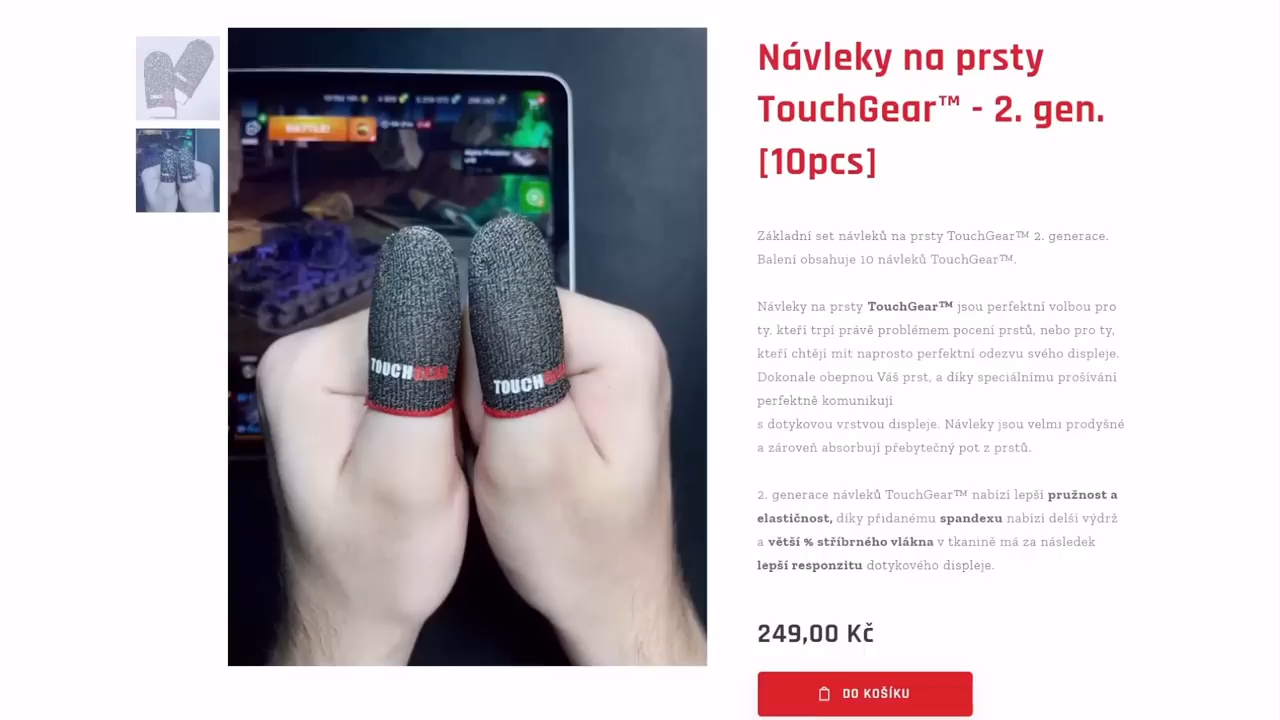 Návleky na prsty
TouchGear™ - 2. gen.
[10pcs]
Základní set návleků na prsty TouchGear™ 2. generace.
Balení obsahuje 10 návleků TouchGear™.
Návleky na prsty TouchGear™ jsou perfektní volbou pro
ty, kteří trpí právě problémem pocení prstů, nebo pro ty,
kteří chtějí mít naprosto perfektní odezvu svého displeje.
Dokonale obepnou Váš prst, a díky speciálnímu prošívání
perfektně komunikují
s dotykovou vrstvou displeje. Návleky jsou velmi prodyšné
a zároveň absorbují přebytečný pot z prstů.
2. generace návleků TouchGear™ nabízí lepší pružnost a
elastičnost, díky přidanému spandexu nabízí delší výdrž
a větší % stříbrného vlákna v tkanině má za následek
lepší responzitu dotykového displeje.
249,00 Kč
DO KOŠÍKU
BATTLE!
TOUCHGEAR
TOUCH